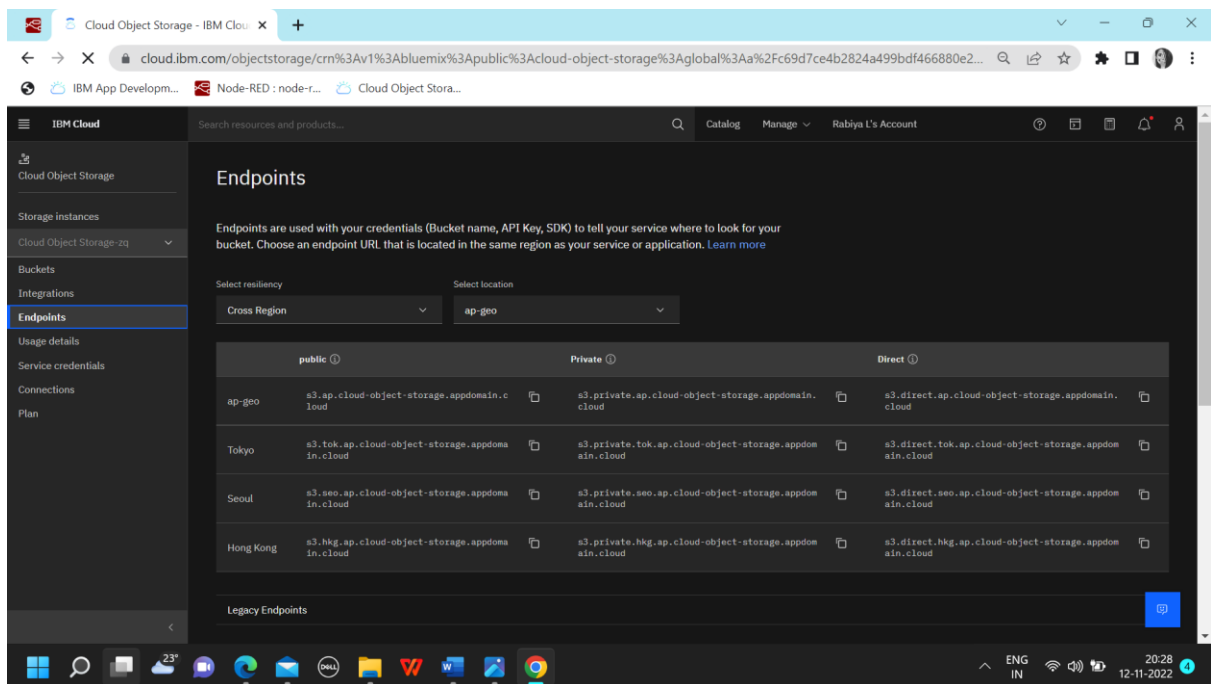 Cloud Object Storage - IBM Clou
cloud.ibm.com/objectstorage/crn%3Av1%3Abluemix%3Apublic%3Acloud-object-storage%3Aglobal%3Aa%2Fc69d7ce4b2824a499bdf466880e2...
IBM App Developm... Node-RED : node-r... Cloud Object Stora...
IBM Cloud Search resources and products... Catalog Manage Rabiya L's Account
Cloud Object Storage
Storage instances
Cloud Object Storage-zq
Buckets
Integrations
Endpoints
Usage details
Service credentials
Connections
Plan
Endpoints
Endpoints are used with your credentials (Bucket name, API Key, SDK) to tell your service where to look for your
bucket. Choose an endpoint URL that is located in the same region as your service or application. Learn more
Select resiliency Select location
Cross Region ap-geo
public Private Direct
ap-geo s3.ap.cloud-object-storage.appdomain.c s3.private.ap.cloud-object-storage.appdomain. s3.direct.ap.cloud-object-storage.appdomain.
loud cloud cloud
Tokyo s3.tok.ap.cloud-object-storage.appdoma s3.private.tok.ap.cloud-object-storage.appdom s3.direct.tok.ap.cloud-object-storage.appdom
in.cloud ain.cloud ain.cloud
Seoul s3.seo.ap.cloud-object-storage.appdoma s3.private.seo.ap.cloud-object-storage.appdom s3.direct.seo.ap.cloud-object-storage.appdom
in.cloud ain.cloud ain.cloud
Hong Kong s3.hkg.ap.cloud-object-storage.appdoma s3.private.hkg.ap.cloud-object-storage.appdom s3.direct.hkg.ap.cloud-object-storage.appdom
in.cloud ain.cloud ain.cloud
Legacy Endpoints
23°
DELL
W
ENG
IN
20:28
12-11-2022
4